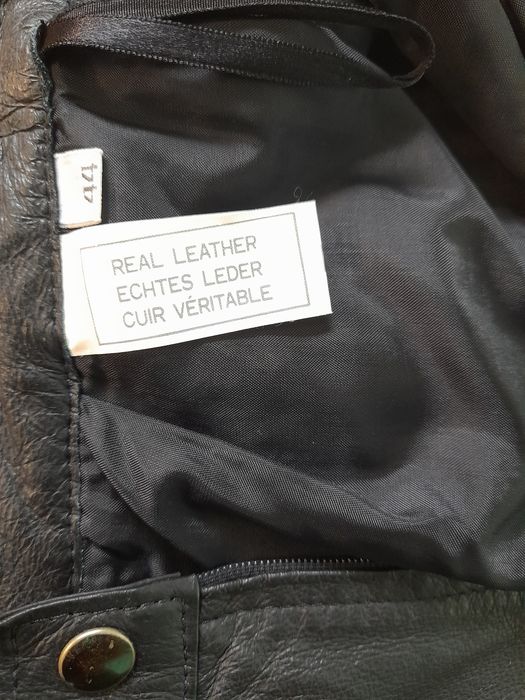 44
REAL LEATHER
ECHTES LEDER
CUIR VÉRITABLE